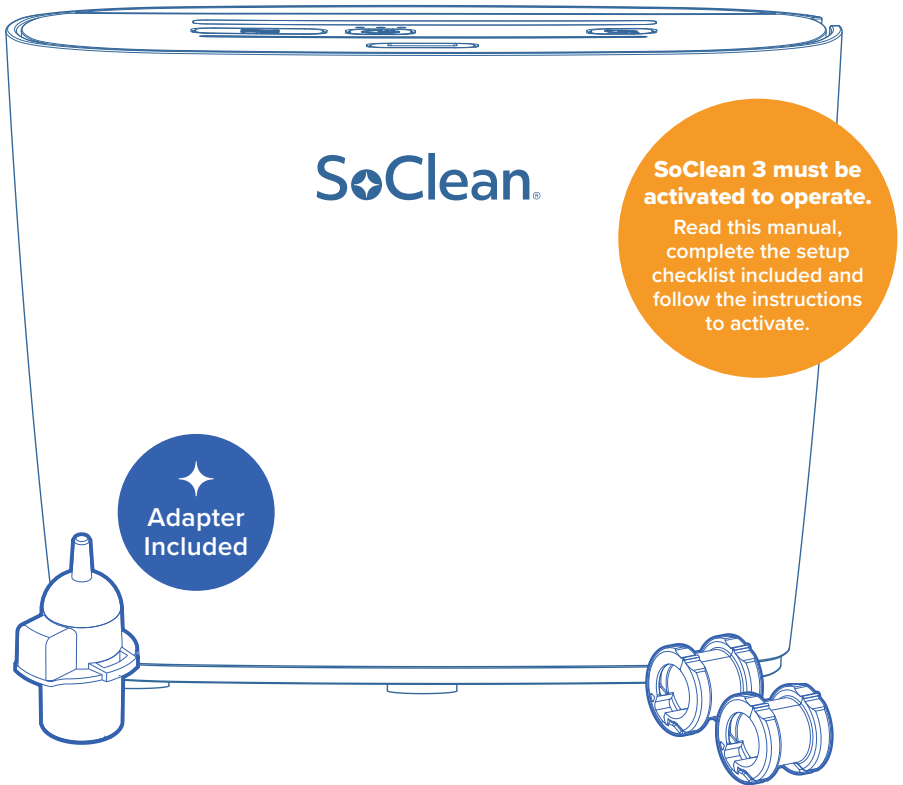 SoClean®
SoClean 3 must be
activated to operate.
Read this manual,
complete the setup
checklist included and
follow the instructions
to activate.
Adapter
Included